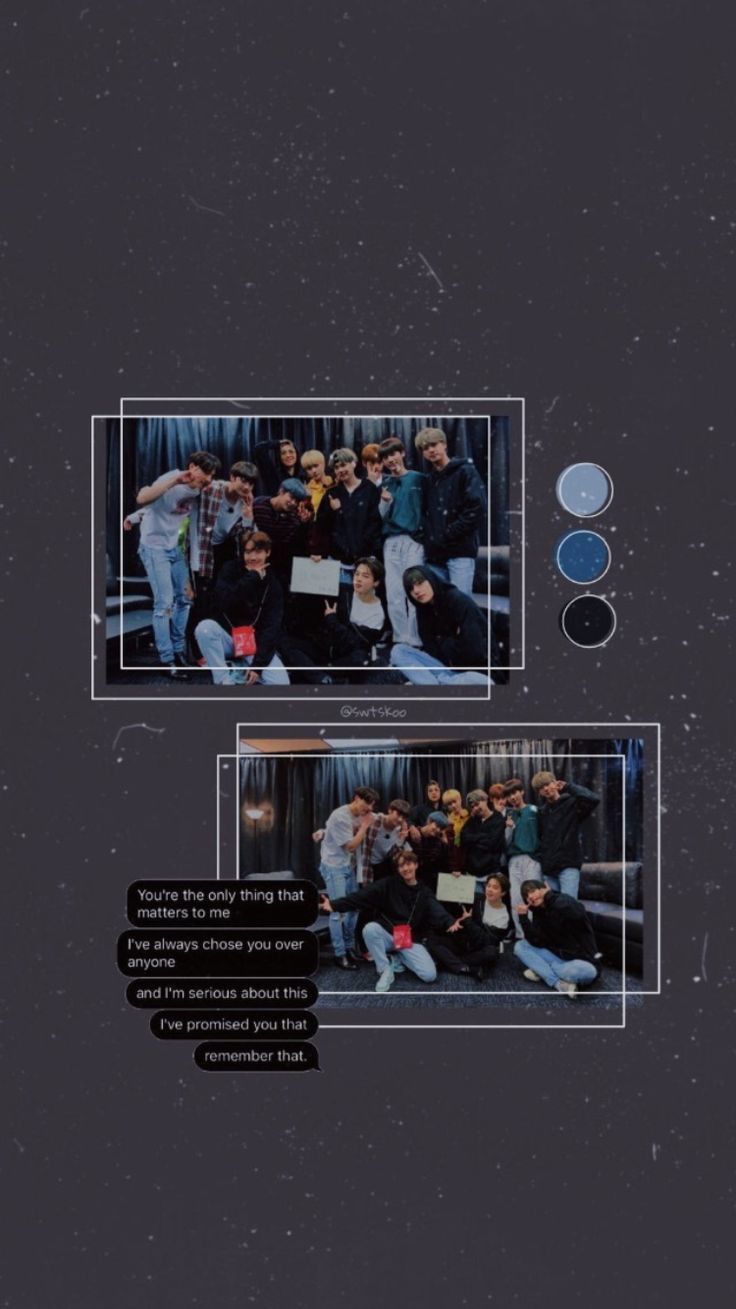 @swtskoo
You're the only thing that
matters to me
I've always chose you over
anyone
and I'm serious about this
I've promised you that
remember that.